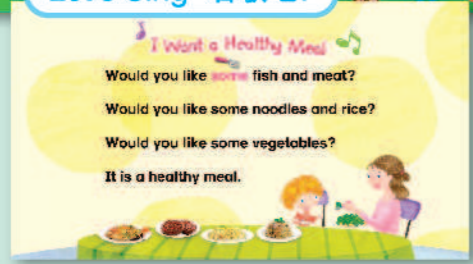 I Want a Healthy Meal
Would you like some fish and meat?
Would you like some noodles and rice?
Would you like some vegetables?
It is a healthy meal.